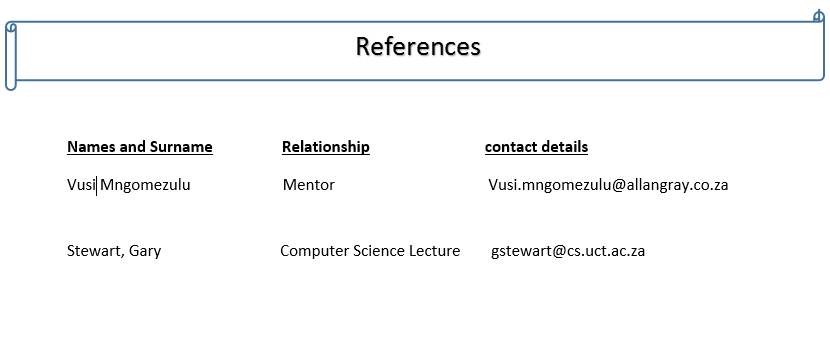 References
Names and Surname Relationship contact details
Vusi Mngomezulu Mentor Vusi.mngomezulu@allangray.co.za
Stewart, Gary Computer Science Lecture gstewart@cs.uct.ac.za